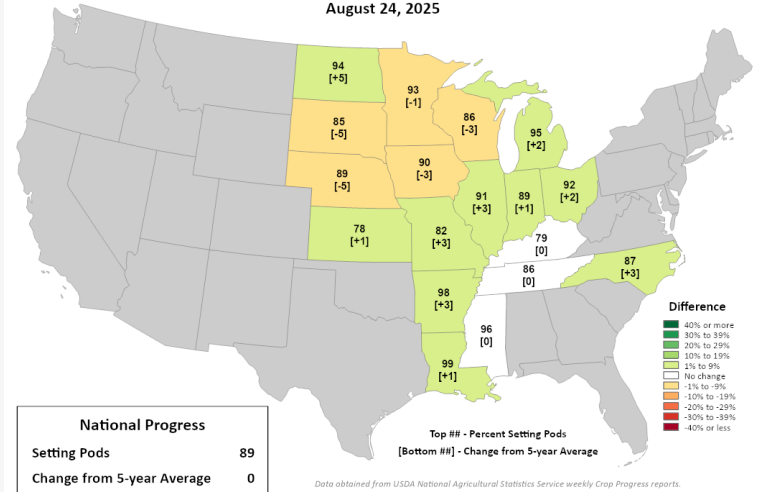 August 24, 2025
94
[+5]
93
[-1]
85
[-5]
86
[-3]
95
[+2]
89
[-5]
90
[-3]
91
[+3]
89
[+1]
92
[+2]
78
[+1]
82
[+3]
79
[0]
86
[0]
87
[+3]
98
[+3]
96
[0]
99
[+1]
Difference
40% or more
30% to 39%
20% to 29%
10% to 19%
1% to 9%
No change
-1% to -9%
-10% to -19%
-20% to -29%
-30% to -39%
-40% or less
National Progress
Setting Pods 89
Change from 5-year Average 0
Top ## - Percent Setting Pods
[Bottom ##] - Change from 5-year Average
Data obtained from USDA National Agricultural Statistics Service weekly Crop Progress reports.